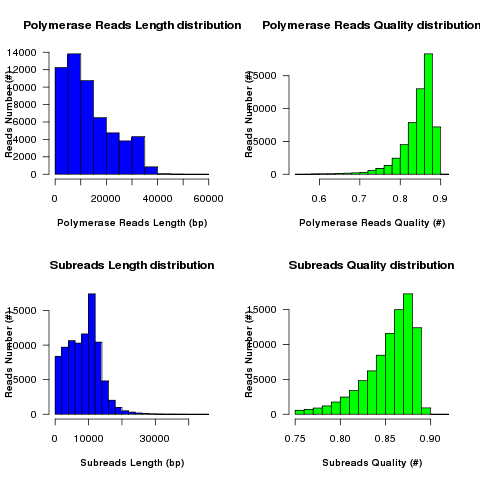 Polymerase Reads Length distribution
Polymerase Reads Quality distribution
Reads Number (#)
14000
12000
10000
8000
6000
4000
2000
0
0
20000
40000
60000
Polymerase Reads Length (bp)
Reads Number (#)
15000
10000
5000
0
0.6
0.7
0.8
0.9
Polymerase Reads Quality (#)
Subreads Length distribution
Subreads Quality distribution
Reads Number (#)
15000
10000
5000
0
0
10000
30000
Subreads Length (bp)
Reads Number (#)
15000
10000
5000
0
0.75
0.80
0.85
0.90
Subreads Quality (#)